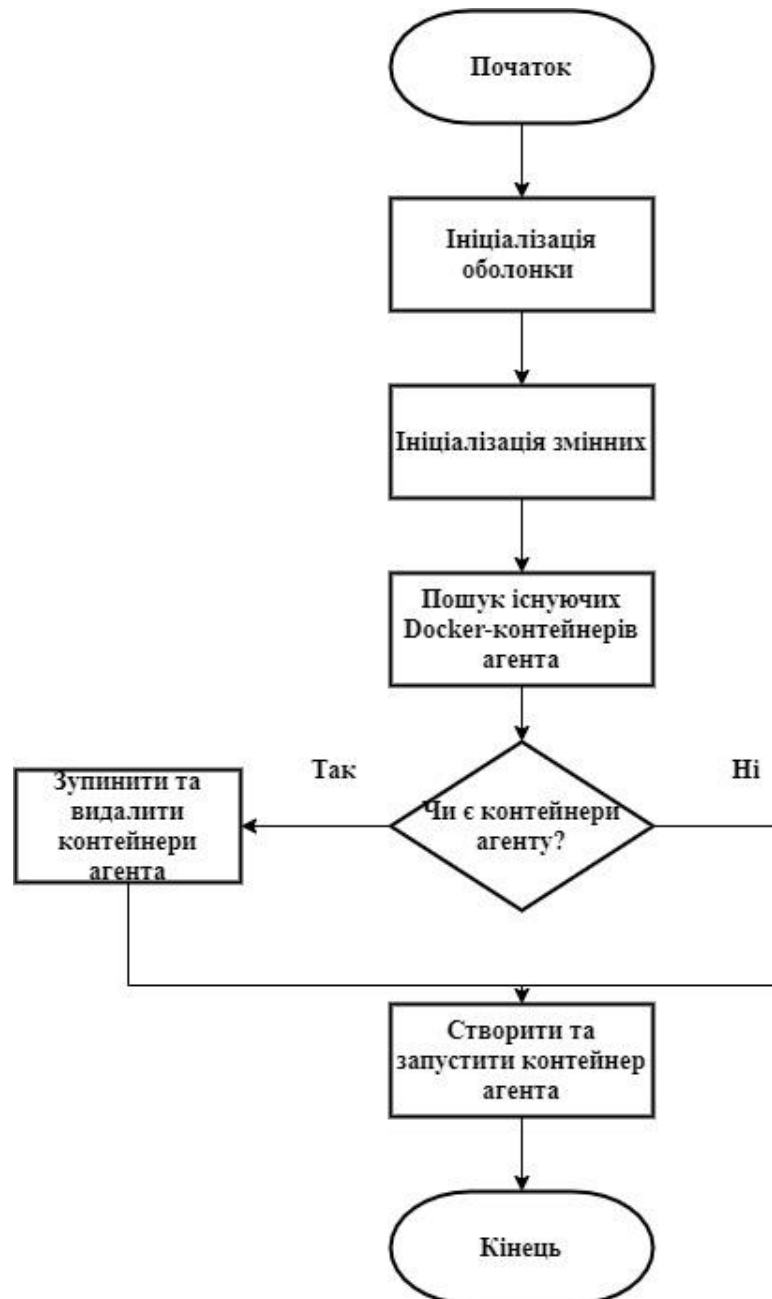 Початок
Ініціалізація
оболонки
Ініціалізація змінних
Пошук існуючих
Docker-контейнерів
агента
Так
Ні
Зупинити та
видалити
контейнери
агента
Чи є контейнери
агенту?
Створити та
запустити контейнер
агента
Кінець